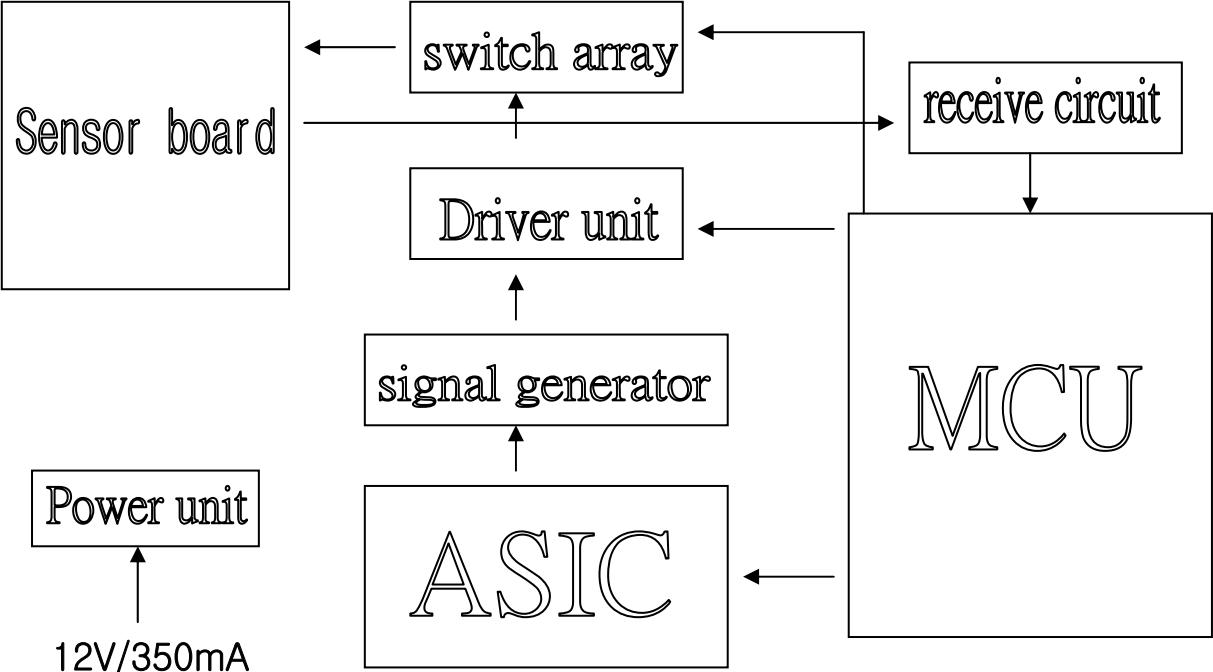 switch array
receive circuit
Sensor board
Driver unit
signal generator
MCU
Power unit
ASIC
12V/350mA